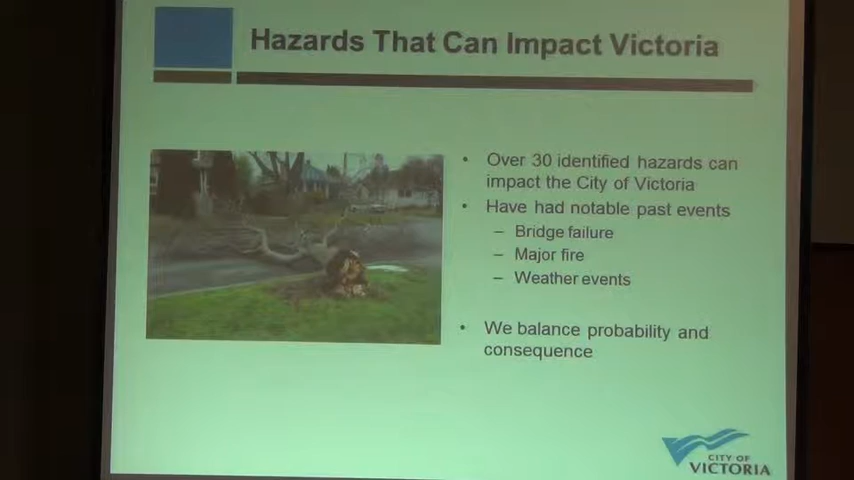 Hazards That Can Impact Victoria
• Over 30 identified hazards can
impact the City of Victoria
• Have had notable past events
– Bridge failure
– Major fire
– Weather events
• We balance probability and
consequence
CITY OF
VICTORIA